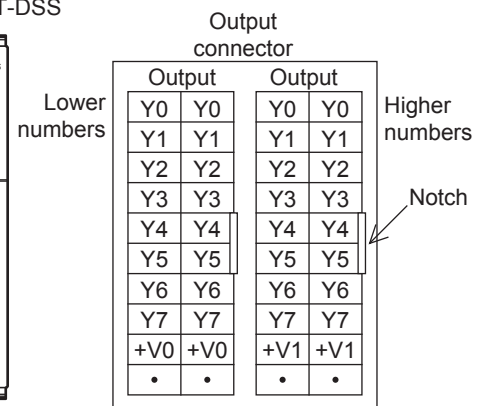 T-DSS
Output
connector
Output Output
Lower
numbers
Higher
numbers
Notch
Y0 Y0 Y0 Y0
Y1 Y1 Y1 Y1
Y2 Y2 Y2 Y2
Y3 Y3 Y3 Y3
Y4 Y4 Y4 Y4
Y5 Y5 Y5 Y5
Y6 Y6 Y6 Y6
Y7 Y7 Y7 Y7
+V0 +V0 +V1 +V1
• • • •